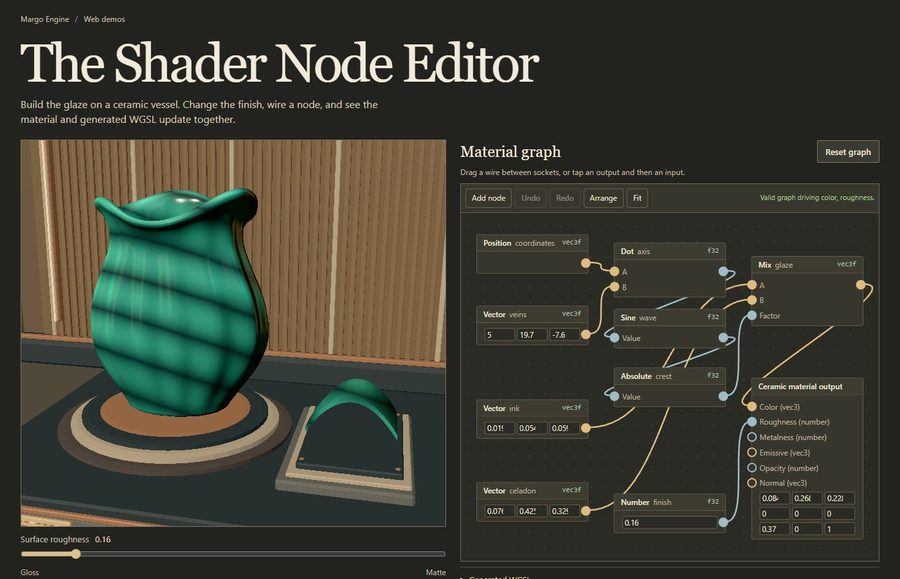 Margo Engine / Web demos
The Shader Node Editor
Build the glaze on a ceramic vessel. Change the finish, wire a node, and see the
material and generated WGSL update together.
Material graph
Reset graph
Drag a wire between sockets, or tap an output and then an input.
Add node Undo Redo Arrange Fit
Valid graph driving color, roughness.
Position coordinates vec3f
Dot axis f32
A
B
Mix glaze vec3f
A
B
Factor
Vector veins vec3f
5 19.7 -7.6
Sine wave f32
Value
Absolute crest f32
Value
Ceramic material output
Color (vec3)
Roughness (number)
Metalness (number)
Emissive (vec3)
Opacity (number)
Normal (vec3)
0 0 0
0.37 0 1
Vector ink vec3f
Vector celadon vec3f
Number finish f32
0.16
Surface roughness 0.16
Gloss Matte